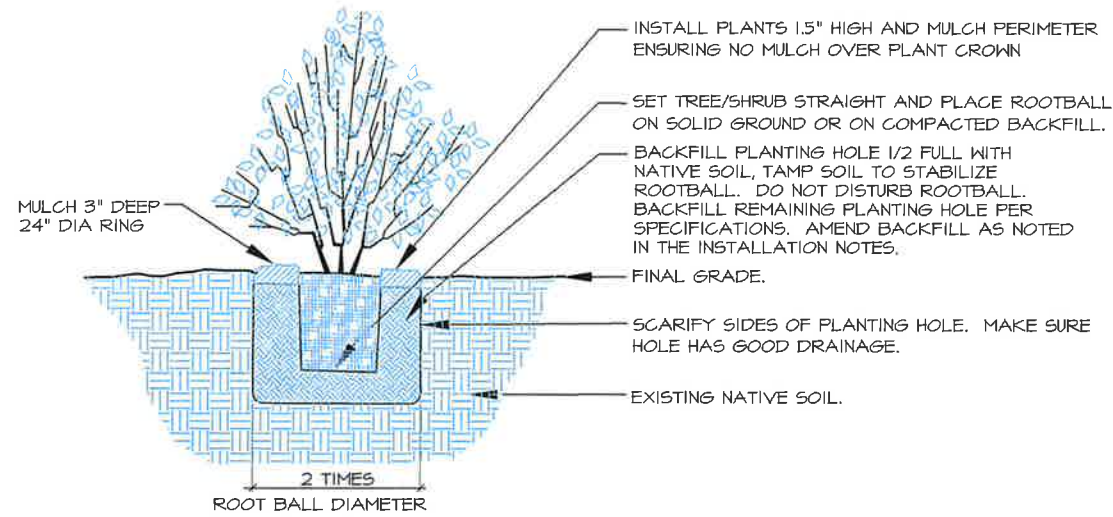 INSTALL PLANTS 1.5" HIGH AND MULCH PERIMETER
ENSURING NO MULCH OVER PLANT CROWN
SET TREE/SHRUB STRAIGHT AND PLACE ROOTBALL
ON SOLID GROUND OR ON COMPACTED BACKFILL.
BACKFILL PLANTING HOLE 1/2 FULL WITH
NATIVE SOIL, TAMP SOIL TO STABILIZE
ROOTBALL. DO NOT DISTURB ROOTBALL.
BACKFILL REMAINING PLANTING HOLE PER
SPECIFICATIONS. AMEND BACKFILL AS NOTED
IN THE INSTALLATION NOTES.
MULCH 3" DEEP
24" DIA RING
FINAL GRADE.
SCARIFY SIDES OF PLANTING HOLE. MAKE SURE
HOLE HAS GOOD DRAINAGE.
EXISTING NATIVE SOIL.
2 TIMES
ROOT BALL DIAMETER